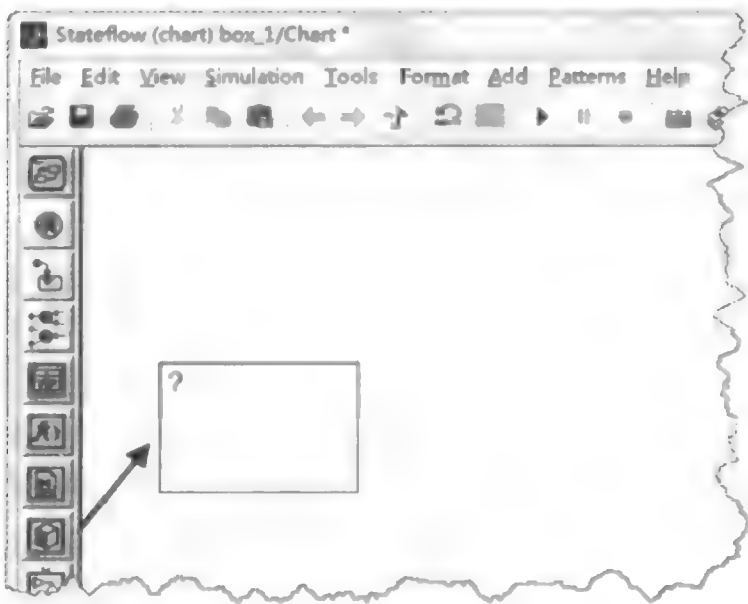 Stateflow (chart) box_1/Chart *
File Edit View Simulation Tools Format Add Patterns Help
?